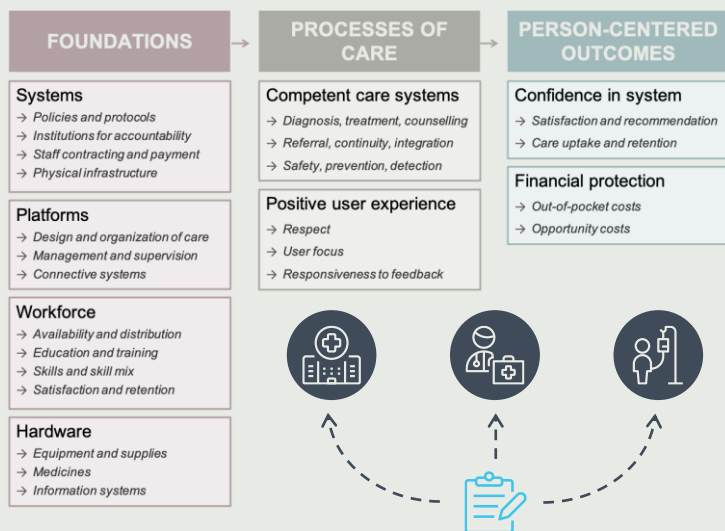 FOUNDATIONS
Systems
→ Policies and protocols
→ Institutions for accountability
→ Staff contracting and payment
→ Physical infrastructure
Platforms
→ Design and organization of care
→ Management and supervision
→ Connective systems
Workforce
→ Availability and distribution
→ Education and training
→ Skills and skill mix
→ Satisfaction and retention
Hardware
→ Equipment and supplies
→ Medicines
→ Information systems
PROCESSES OF
CARE
Competent care systems
→ Diagnosis, treatment, counselling
→ Referral, continuity, integration
→ Safety, prevention, detection
Positive user experience
→ Respect
→ User focus
→ Responsiveness to feedback
PERSON-CENTERED
OUTCOMES
Confidence in system
→ Satisfaction and recommendation
→ Care uptake and retention
Financial protection
→ Out-of-pocket costs
→ Opportunity costs